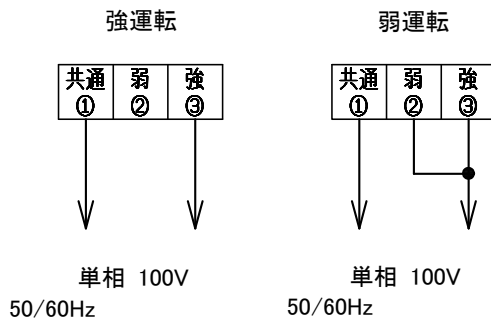 強運転
共通 弱 強
① ② ③
単相 100V
50/60Hz
弱運転
共通 弱 強
① ② ③
単相 100V
50/60Hz